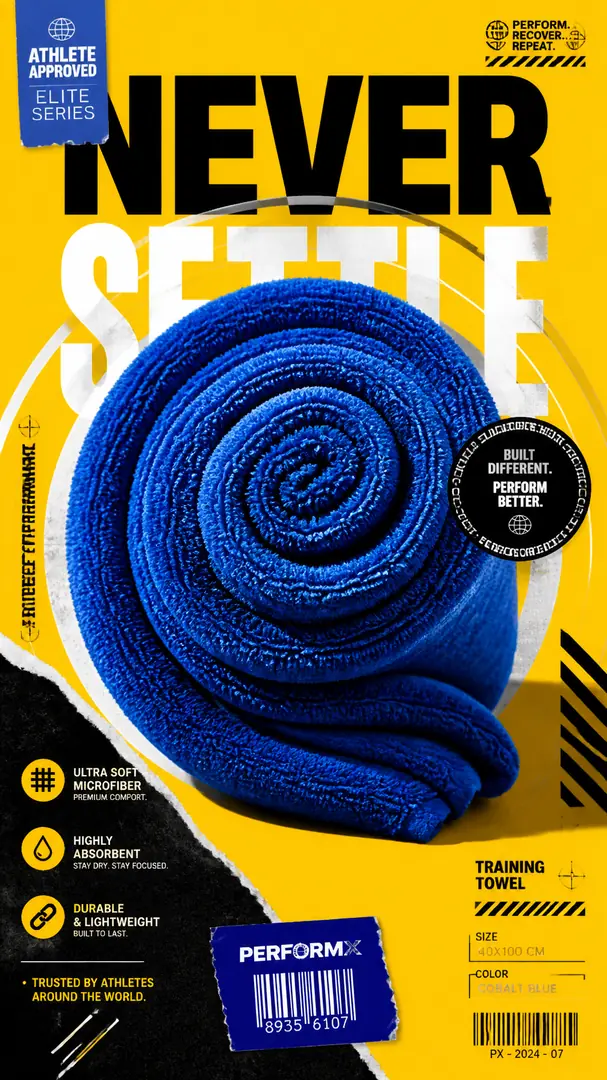 ATHLETE
APPROVED
ELITE
SERIES
PERFORM.
RECOVER...
REPEAT.
NEVER
SETTLE
BUILT
DIFFERENT.
PERFORM
BETTER.
ULTRA SOFT
MICROFIBER
PREMIUM COMFORT.
HIGHLY
ABSORBENT
STAY DRY. STAY FOCUSED.
DURABLE
& LIGHTWEIGHT
BUILT TO LAST.
• TRUSTED BY ATHLETES
AROUND THE WORLD.
PERFORMX
8935 6107
TRAINING
TOWEL
SIZE
40X100 CM
COLOR
COBALT BLUE
PX - 2024 - 07